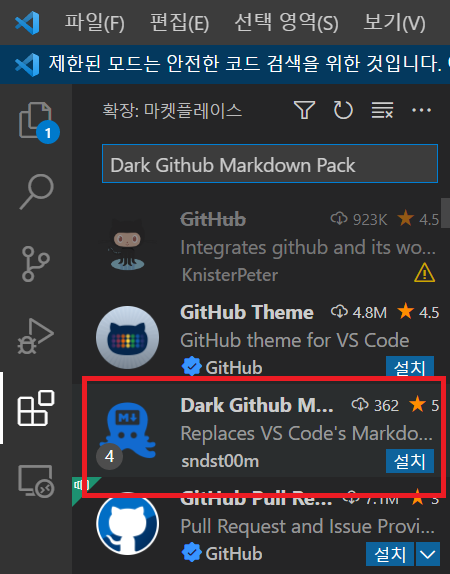 파일(F) 편집(E) 선택 영역(S) 보기(V)
제한된 모드는 안전한 코드 검색을 위한 것입니다.
1
확장: 마켓플레이스
Dark Github Markdown Pack
GitHub 923K 4.5
Integrates github and its wo...
KnisterPeter
GitHub Theme 4.8M 4.5
GitHub theme for VS Code
GitHub 설치
Dark Github M... 362 5
Replaces VS Code's Markdo...
4 sndst00m 설치
GitHub Pull Re... 7.1M 3
Pull Request and Issue Provi...
GitHub 설치